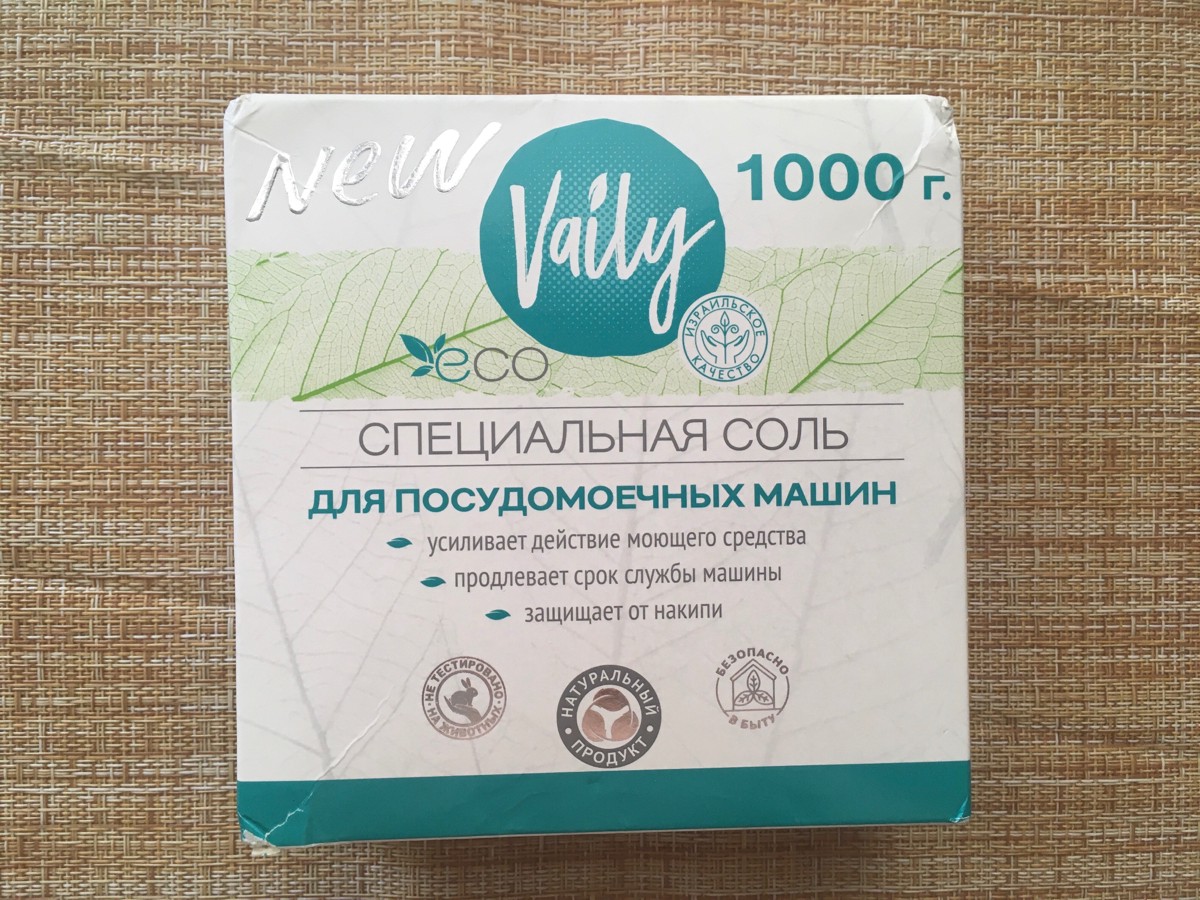 New
Vaily
1000 г.
eco
ИЗРАИЛЬСКОЕ
КАЧЕСТВО
СПЕЦИАЛЬНАЯ СОЛЬ
ДЛЯ ПОСУДОМОЕЧНЫХ МАШИН
усиливает действие моющего средства
продлевает срок службы машины
защищает от накипи
НЕ ТЕСТИРОВАНО
НА ЖИВОТНЫХ
НАТУРАЛЬНЫЙ
ПРОДУКТ
БЕЗОПАСНО
В БЫТУ